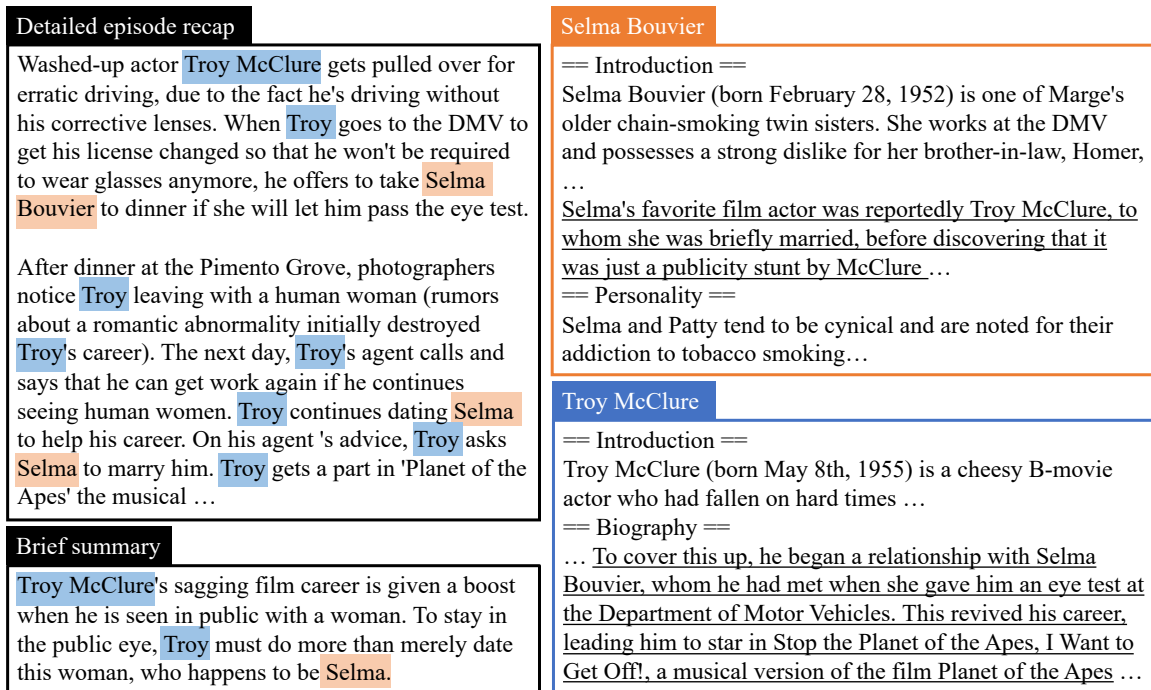 Detailed episode recap
Washed-up actor Troy McClure gets pulled over for
erratic driving, due to the fact he's driving without
his corrective lenses. When Troy goes to the DMV to
get his license changed so that he won't be required
to wear glasses anymore, he offers to take Selma
Bouvier to dinner if she will let him pass the eye test.
After dinner at the Pimento Grove, photographers
notice Troy leaving with a human woman (rumors
about a romantic abnormality initially destroyed
Troy's career). The next day, Troy's agent calls and
says that he can get work again if he continues
seeing human women. Troy continues dating Selma
to help his career. On his agent 's advice, Troy asks
Selma to marry him. Troy gets a part in 'Planet of the
Apes' the musical …
Brief summary
Troy McClure's sagging film career is given a boost
when he is seen in public with a woman. To stay in
the public eye, Troy must do more than merely date
this woman, who happens to be Selma.
Selma Bouvier
== Introduction ==
Selma Bouvier (born February 28, 1952) is one of Marge's
older chain-smoking twin sisters. She works at the DMV
and possesses a strong dislike for her brother-in-law, Homer,
…
Selma's favorite film actor was reportedly Troy McClure, to
whom she was briefly married, before discovering that it
was just a publicity stunt by McClure …
== Personality ==
Selma and Patty tend to be cynical and are noted for their
addiction to tobacco smoking…
Troy McClure
== Introduction ==
Troy McClure (born May 8th, 1955) is a cheesy B-movie
actor who had fallen on hard times …
== Biography ==
… To cover this up, he began a relationship with Selma
Bouvier, whom he had met when she gave him an eye test at
the Department of Motor Vehicles. This revived his career,
leading him to star in Stop the Planet of the Apes, I Want to
Get Off!, a musical version of the film Planet of the Apes …